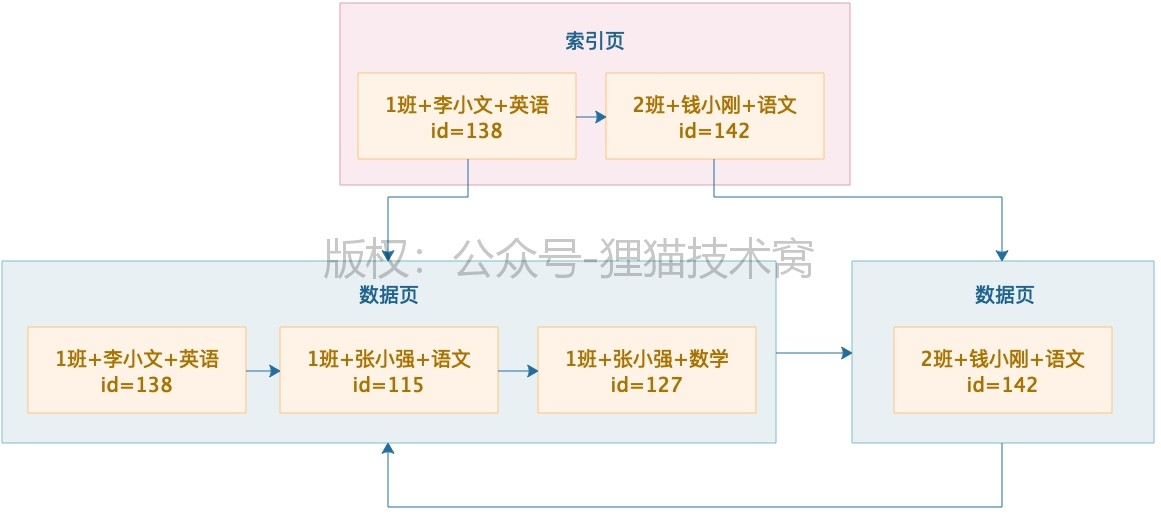 索引页
1班+李小文+英语
id=138
2班+钱小刚+语文
id=142
版权：公众号-狸猫技术窝
数据页
1班+李小文+英语
id=138
1班+张小强+语文
id=115
1班+张小强+数学
id=127
数据页
2班+钱小刚+语文
id=142